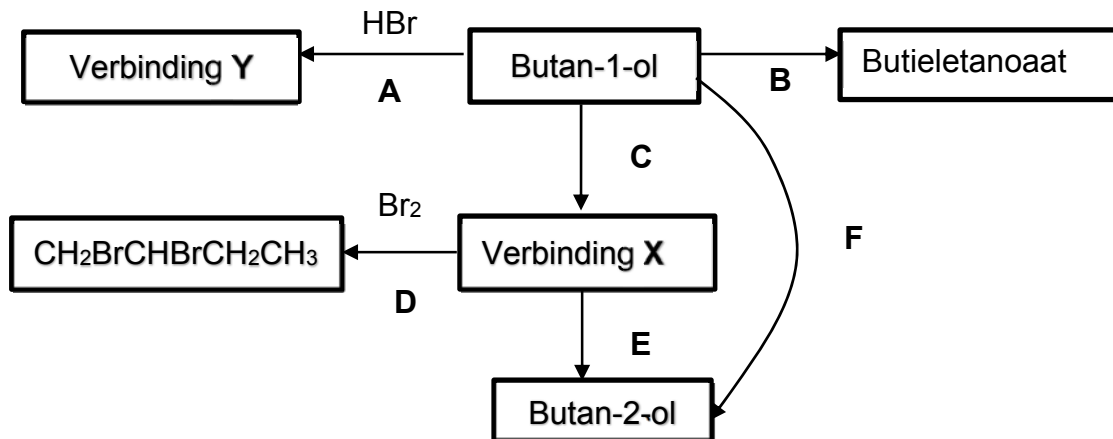 HBr
Verbinding Y
A
Butan-1-ol
B
Butieletanoaat
C
Br₂
CH₂BrCHBrCH₂CH₃
D
Verbinding X
F
E
Butan-2-ol